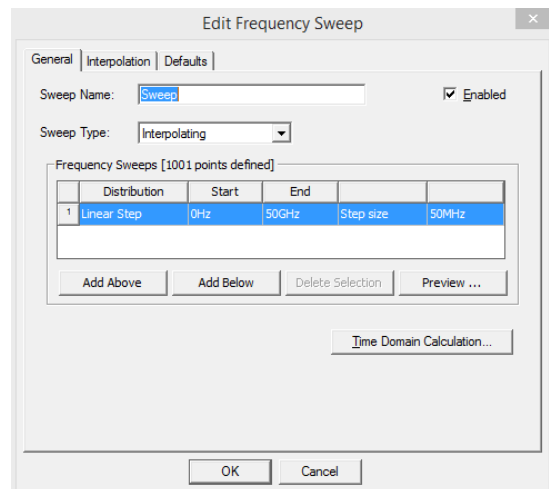 Edit Frequency Sweep
General Interpolation Defaults
Sweep Name: Sweep Enabled
Sweep Type: Interpolating
Frequency Sweeps [1001 points defined]
Distribution Start End
1 Linear Step 0Hz 50GHz Step size 50MHz
Add Above Add Below Delete Selection Preview ...
Time Domain Calculation...
OK Cancel